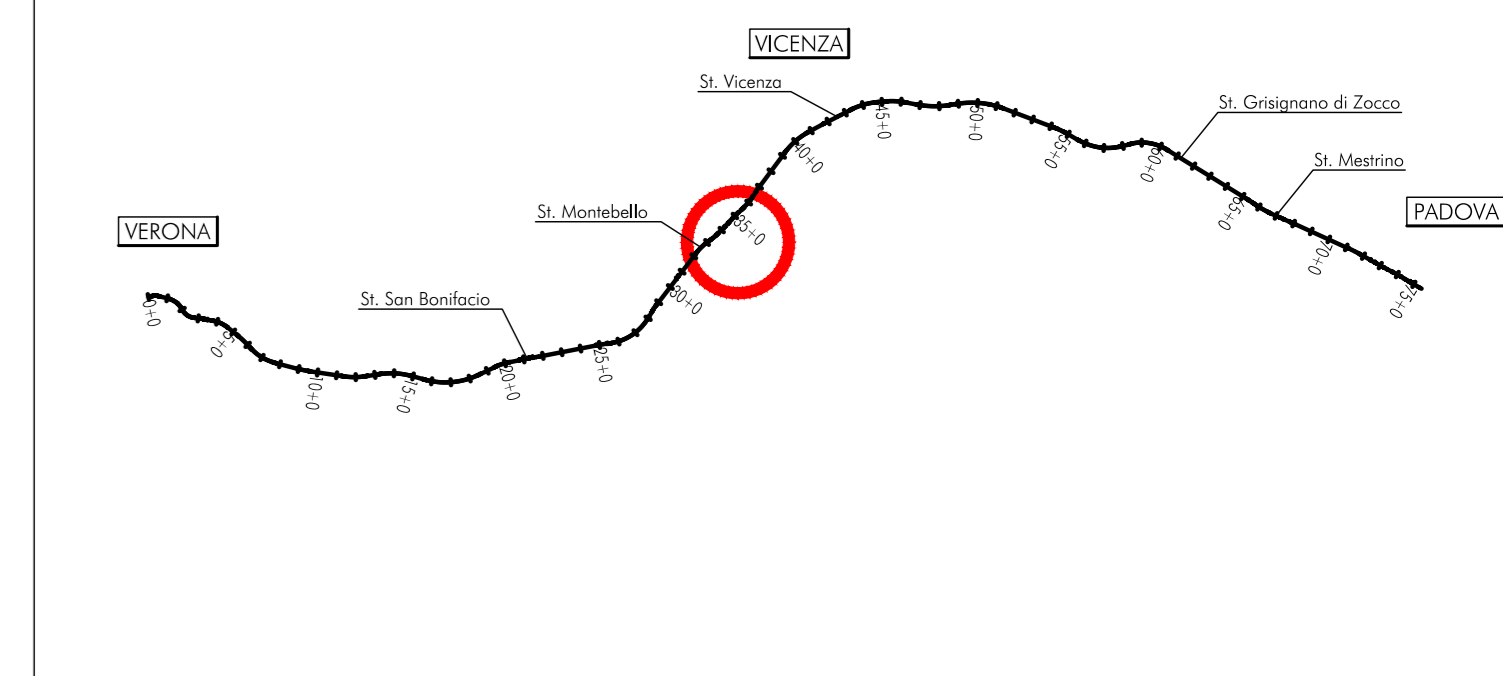 VICENZA
St. Vicenza
St. Grisignano di Zocco
St. Mestrino
PADOVA
St. Montebello
VERONA
St. San Bonifacio
0+0
5+0
10+0
15+0
20+0
25+0
30+0
35+0
40+0
45+0
50+0
55+0
60+0
65+0
70+0
75+0